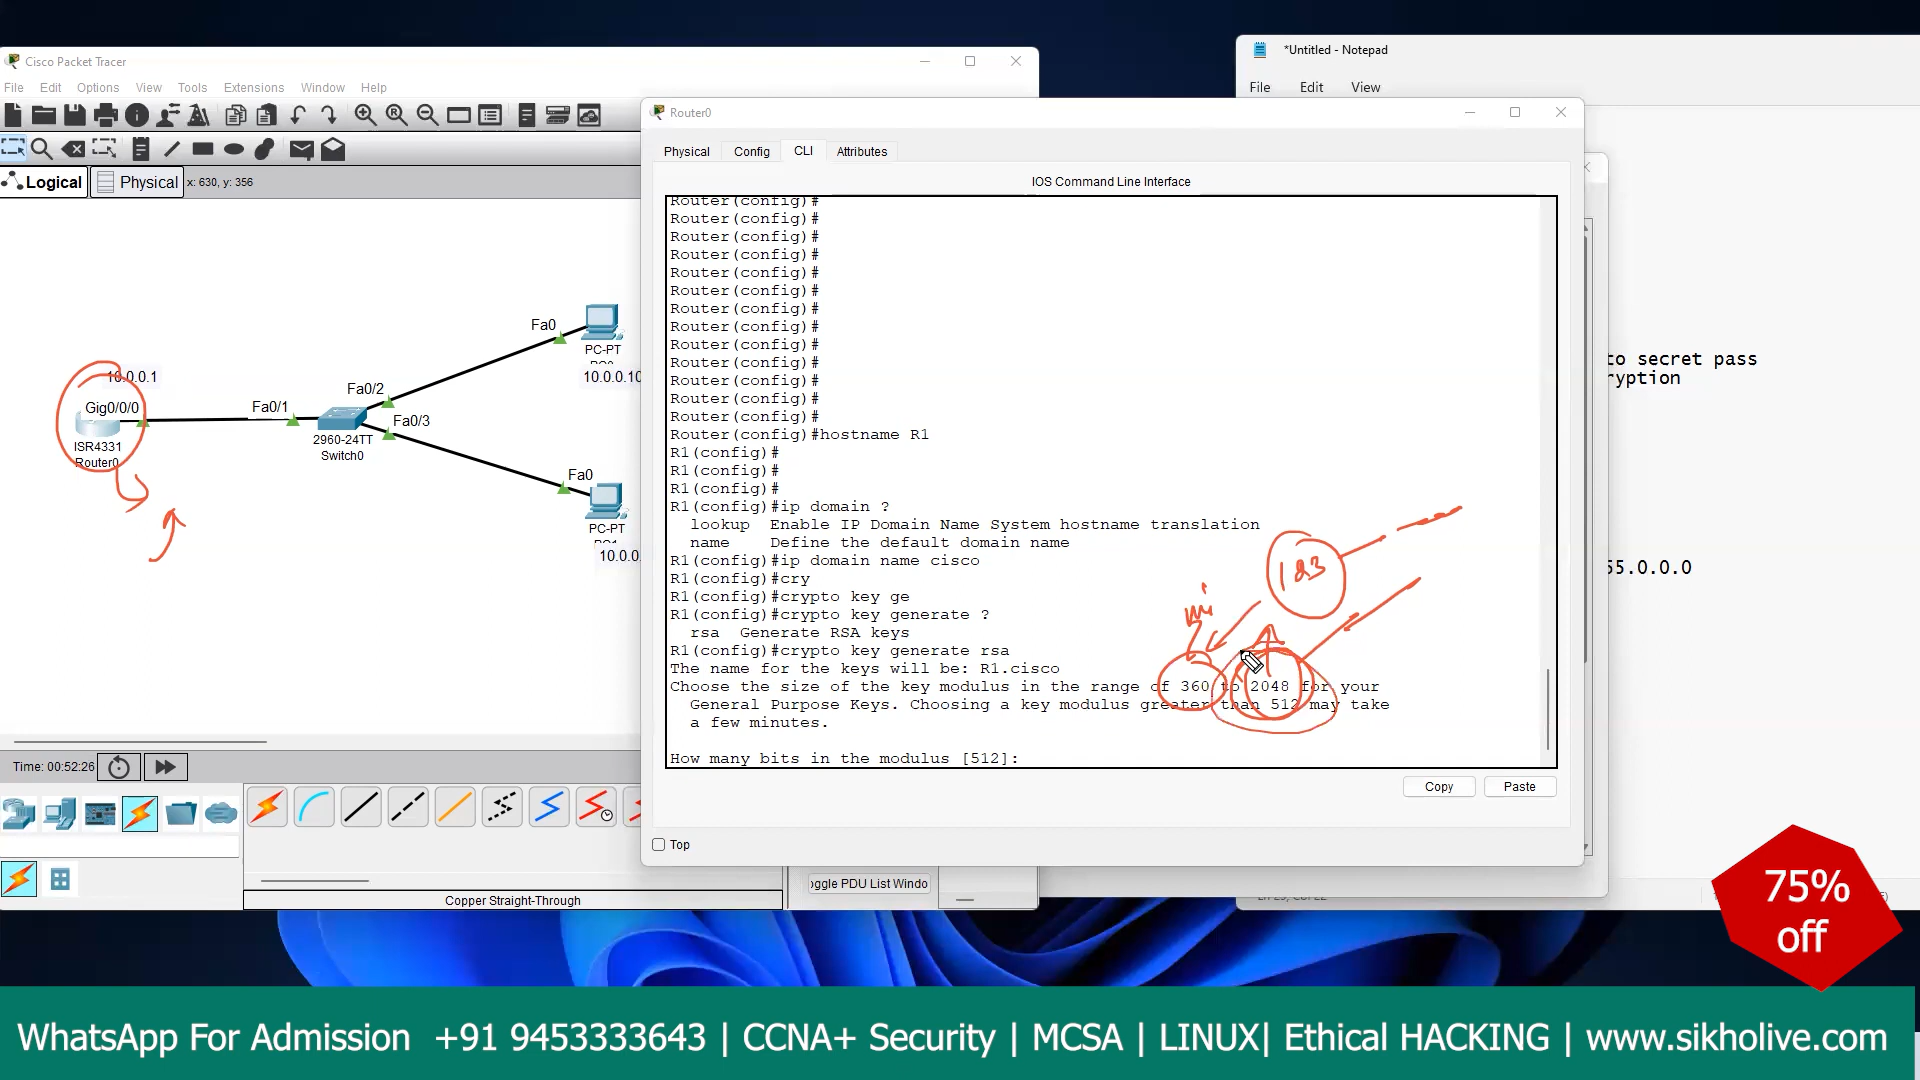 Cisco Packet Tracer
File Edit Options View Tools Extensions Window Help
Logical Physical x: 630, y: 356
10.0.0.1
Gig0/0/0
ISR4331
Router0
Fa0/1
Fa0/2
Fa0/3
2960-24TT
Switch0
Fa0
PC-PT
10.0.0.10
Fa0
PC-PT
10.0.0
Time: 00:52:26
Copper Straight-Through
oggle PDU List Windo
Router0
Physical Config CLI Attributes
IOS Command Line Interface
Router(config)#
Router(config)#
Router(config)#
Router(config)#
Router(config)#
Router(config)#
Router(config)#
Router(config)#
Router(config)#
Router(config)#
Router(config)#
Router(config)#
Router(config)#
Router(config)#hostname R1
R1(config)#
R1(config)#
R1(config)#
R1(config)#ip domain ?
lookup Enable IP Domain Name System hostname translation
name Define the default domain name
R1(config)#ip domain name cisco
R1(config)#cry
R1(config)#crypto key ge
R1(config)#crypto key generate ?
rsa Generate RSA keys
R1(config)#crypto key generate rsa
The name for the keys will be: R1.cisco
Choose the size of the key modulus in the range of 360 to 2048 for your
General Purpose Keys. Choosing a key modulus greater than 512 may take
a few minutes.
How many bits in the modulus [512]:
123
mi
Copy Paste
Top
*Untitled - Notepad
File Edit View
to secret pass
ryption
55.0.0.0
75%
off
WhatsApp For Admission +91 9453333643 | CCNA+ Security | MCSA | LINUX| Ethical HACKING | www.sikholive.com